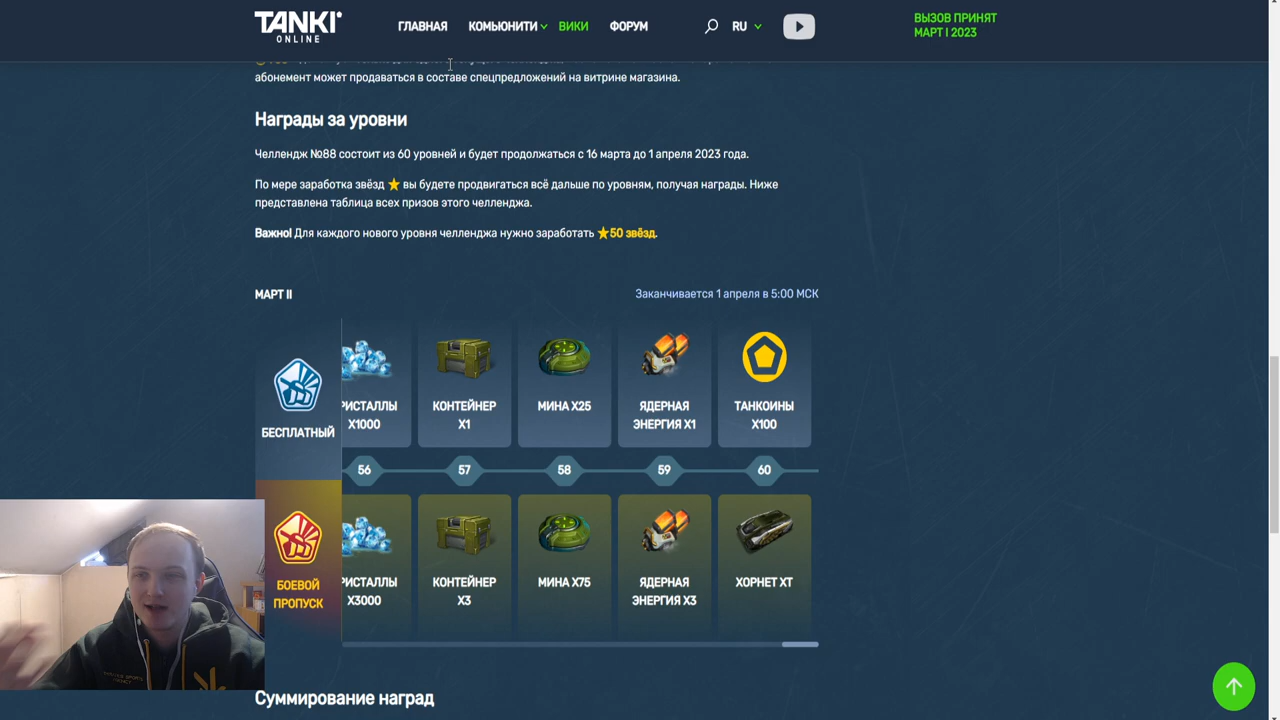 TANKI
ONLINE
ГЛАВНАЯ
КОМЬЮНИТИ
ВИКИ
ФОРУМ
RU
ВЫЗОВ ПРИНЯТ
МАРТ I 2023
абонемент может продаваться в составе спецпредложений на витрине магазина.
Награды за уровни
Челлендж №88 состоит из 60 уровней и будет продолжаться с 16 марта до 1 апреля 2023 года.
По мере заработка звёзд вы будете продвигаться всё дальше по уровням, получая награды. Ниже
представлена таблица всех призов этого челленджа.
Важно! Для каждого нового уровня челленджа нужно заработать 50 звёзд.
МАРТ II
Заканчивается 1 апреля в 5:00 МСК
БЕСПЛАТНЫЙ
РИСТАЛЛЫ
X1000
КОНТЕЙНЕР
X1
МИНА X25
ЯДЕРНАЯ
ЭНЕРГИЯ X1
ТАНКОИНЫ
X100
56
57
58
59
60
БОЕВОЙ
ПРОПУСК
РИСТАЛЛЫ
X3000
КОНТЕЙНЕР
X3
МИНА X75
ЯДЕРНАЯ
ЭНЕРГИЯ X3
ХОРНЕТ XT
Суммирование наград